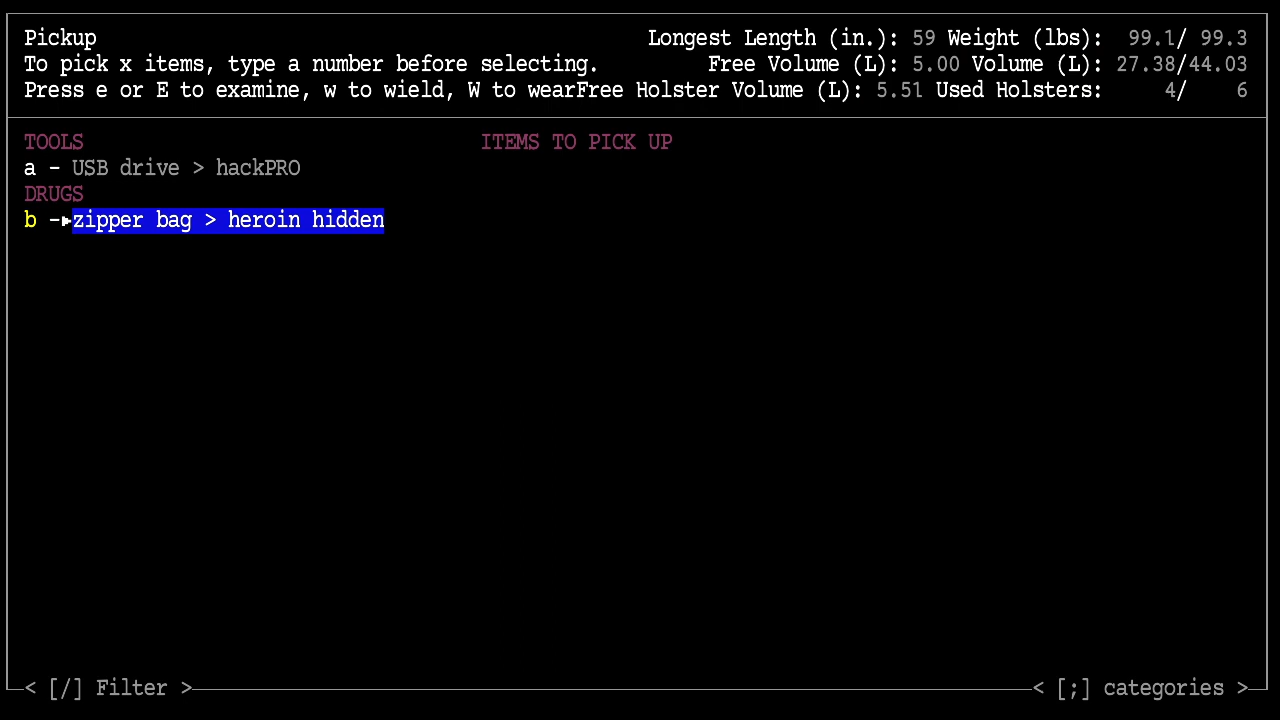 Pickup Longest Length (in.): 59 Weight (lbs): 99.1/ 99.3
To pick x items, type a number before selecting. Free Volume (L): 5.00 Volume (L): 27.38/44.03
Press e or E to examine, w to wield, W to wearFree Holster Volume (L): 5.51 Used Holsters: 4/ 6
TOOLS ITEMS TO PICK UP
a - USB drive > hackPRO
DRUGS
b -▸zipper bag > heroin hidden
< [/] Filter > < [;] categories >